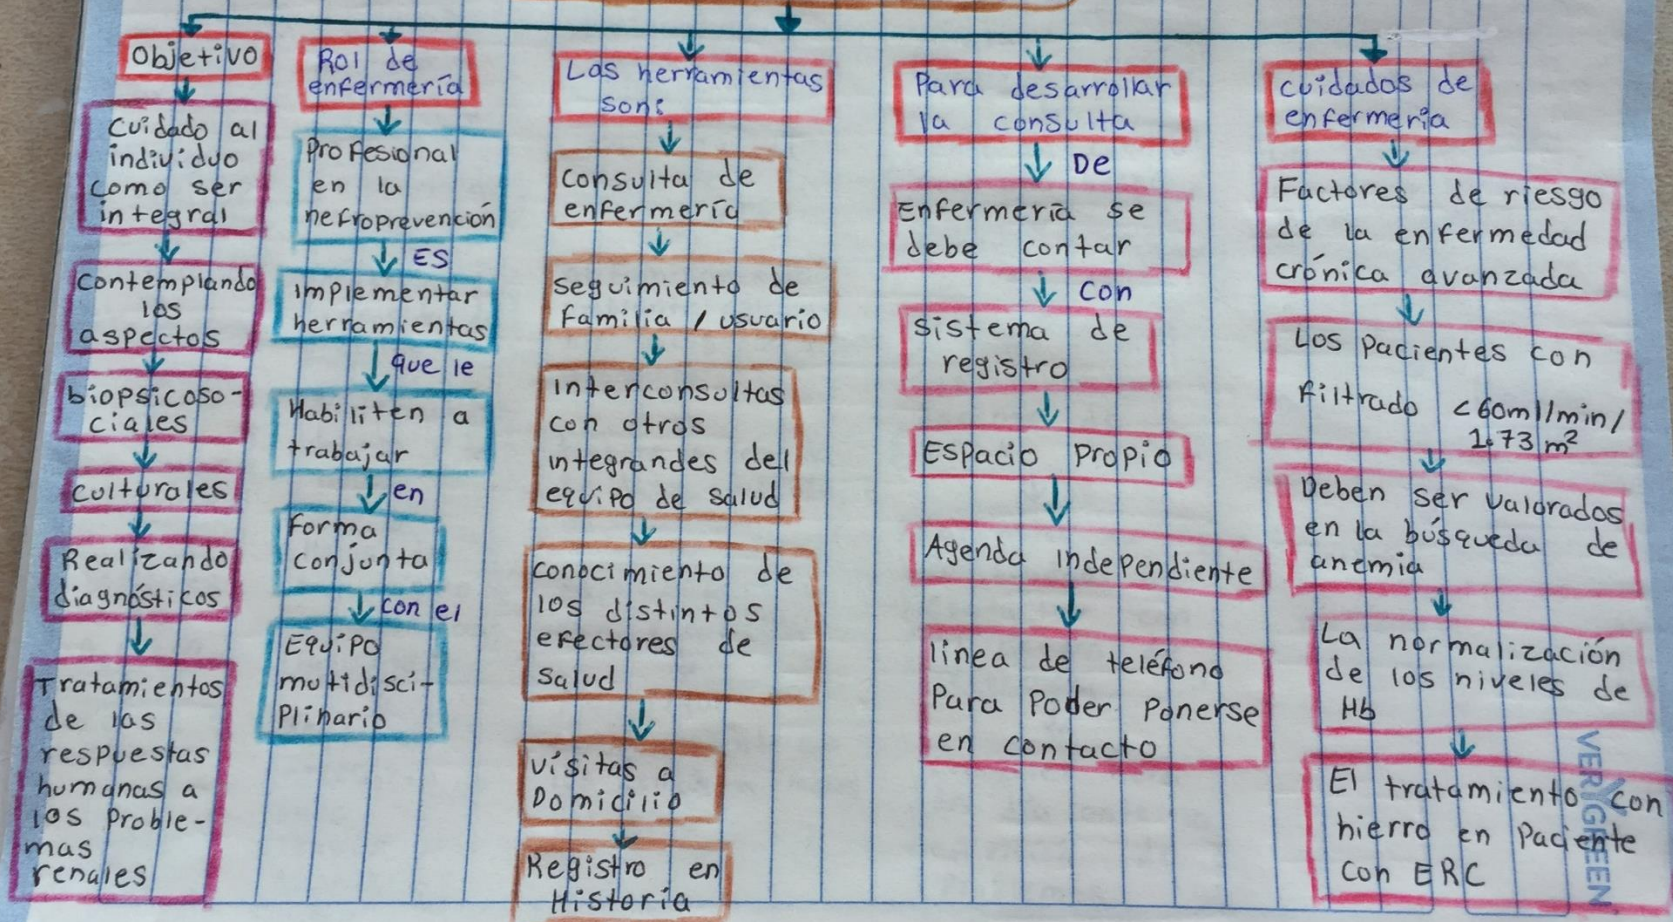 Objetivo
Cuidado al
individuo
como ser
integral
contemplando
los
aspectos
biopsicoso-
ciales
culturales
Realizando
diagnósticos
Tratamientos
de las
respuestas
humanas a
los proble-
mas
renales
Rol de
enfermería
Profesional
en la
nefroprevención
ES
implementar
herramientas
que le
Habiliten a
trabajar
en
Forma
conjunta
con el
Equipo
mutidisci-
plinario
Las herramientas
son:
consulta de
enfermería
seguimiento de
familia / usuario
interconsultas
con otros
integrandes del
equipo de salud
conocimiento de
los distintos
efectores de
salud
visitas a
Domicilio
Registro en
Historia
Para desarrollar
la consulta
De
Enfermería se
debe contar
con
sistema de
registro
Espacio propio
Agenda independiente
linea de teléfono
Para Poder Ponerse
en contacto
cuidados de
enfermería
Factores de riesgo
de la enfermedad
crónica avanzada
Los pacientes con
filtrado <60ml/min/
1.73 m²
Deben ser valorados
en la búsqueda de
anemia
La normalización
de los niveles de
Hb
El tratamiento con
hierro en Paciente
con ERC
VERIGREEN